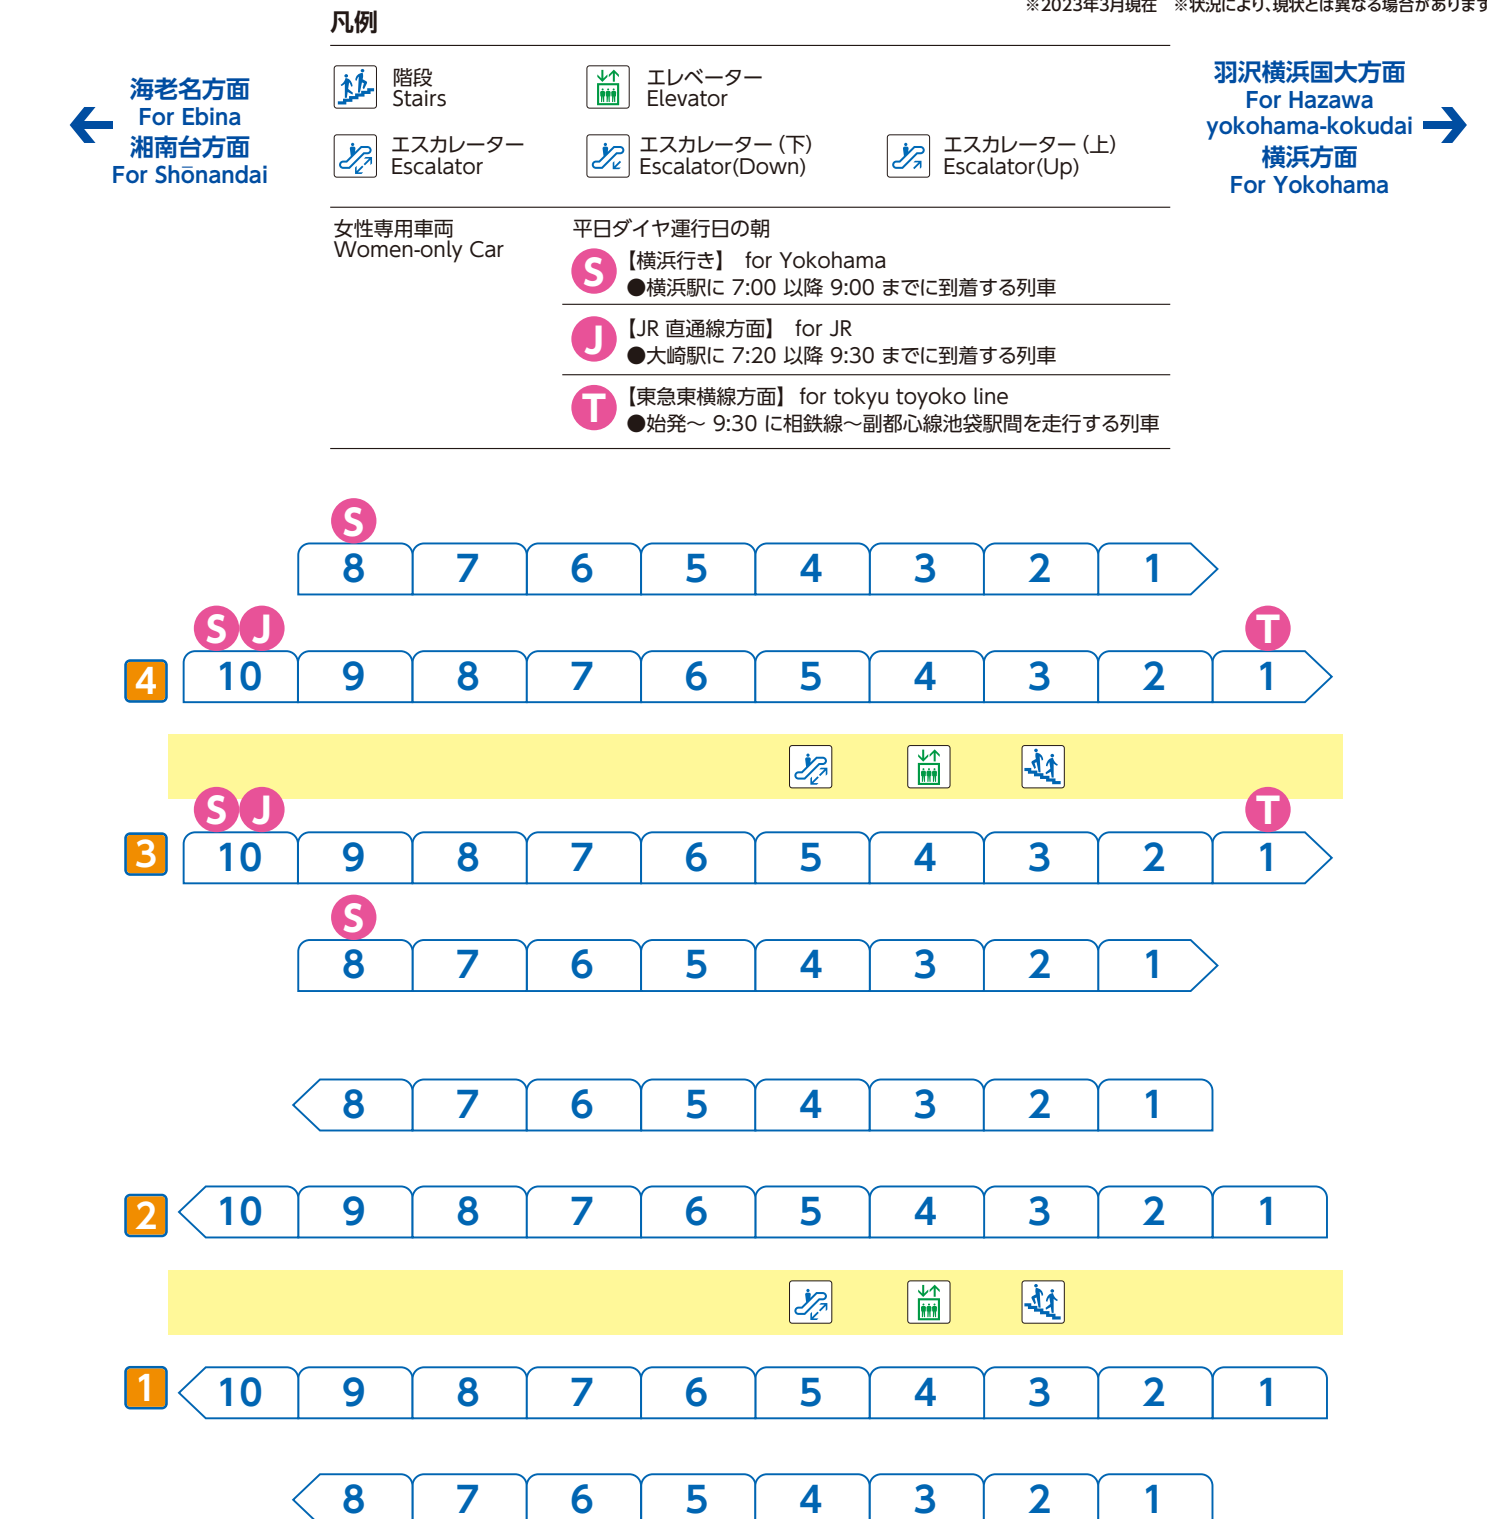 ※2023年3月現在 ※状況により、現状とは異なる場合があります
凡例
海老名方面
For Ebina
湘南台方面
For Shōnandai
階段
Stairs
エレベーター
Elevator
エスカレーター
Escalator
エスカレーター(下)
Escalator(Down)
エスカレーター(上)
Escalator(Up)
羽沢横浜国大方面
For Hazawa
yokohama-kokudai
横浜方面
For Yokohama
女性専用車両
Women-only Car
平日ダイヤ運行日の朝
S 【横浜行き】 for Yokohama
●横浜駅に 7:00 以降 9:00 までに到着する列車
J 【JR 直通線方面】 for JR
●大崎駅に 7:20 以降 9:30 までに到着する列車
T 【東急東横線方面】 for tokyu toyoko line
●始発～ 9:30 に相鉄線～副都心線池袋駅間を走行する列車
S
8 7 6 5 4 3 2 1
S J T
4 10 9 8 7 6 5 4 3 2 1
S J T
3 10 9 8 7 6 5 4 3 2 1
S
8 7 6 5 4 3 2 1
8 7 6 5 4 3 2 1
2 10 9 8 7 6 5 4 3 2 1
1 10 9 8 7 6 5 4 3 2 1
8 7 6 5 4 3 2 1